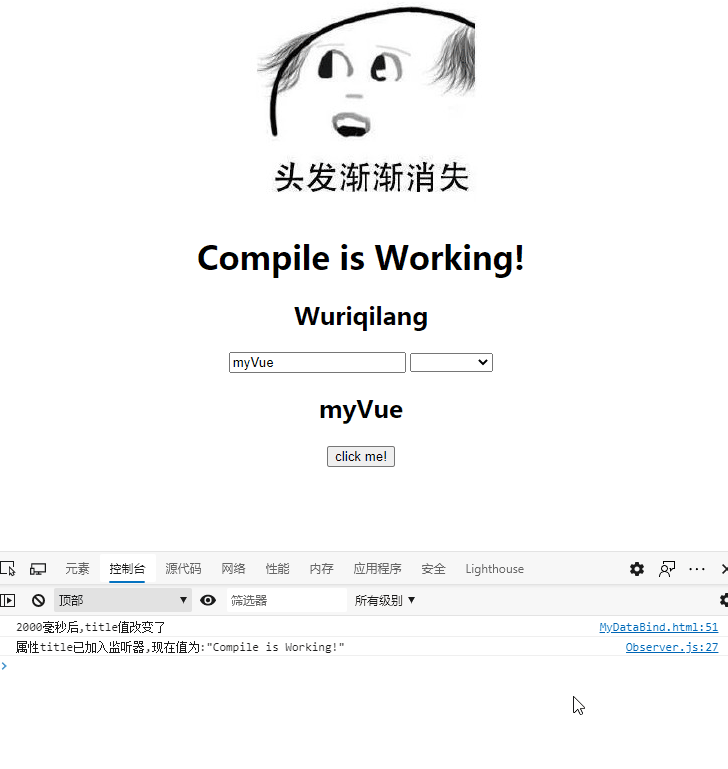 头发渐渐消失
Compile is Working!
Wuriqilang
myVue
myVue
click me!
元素 控制台 源代码 网络 性能 内存 应用程序 安全 Lighthouse
顶部 筛选器 所有级别
2000毫秒后,title值改变了 MyDataBind.html:51
属性title已加入监听器,现在值为:"Compile is Working!" Observer.js:27